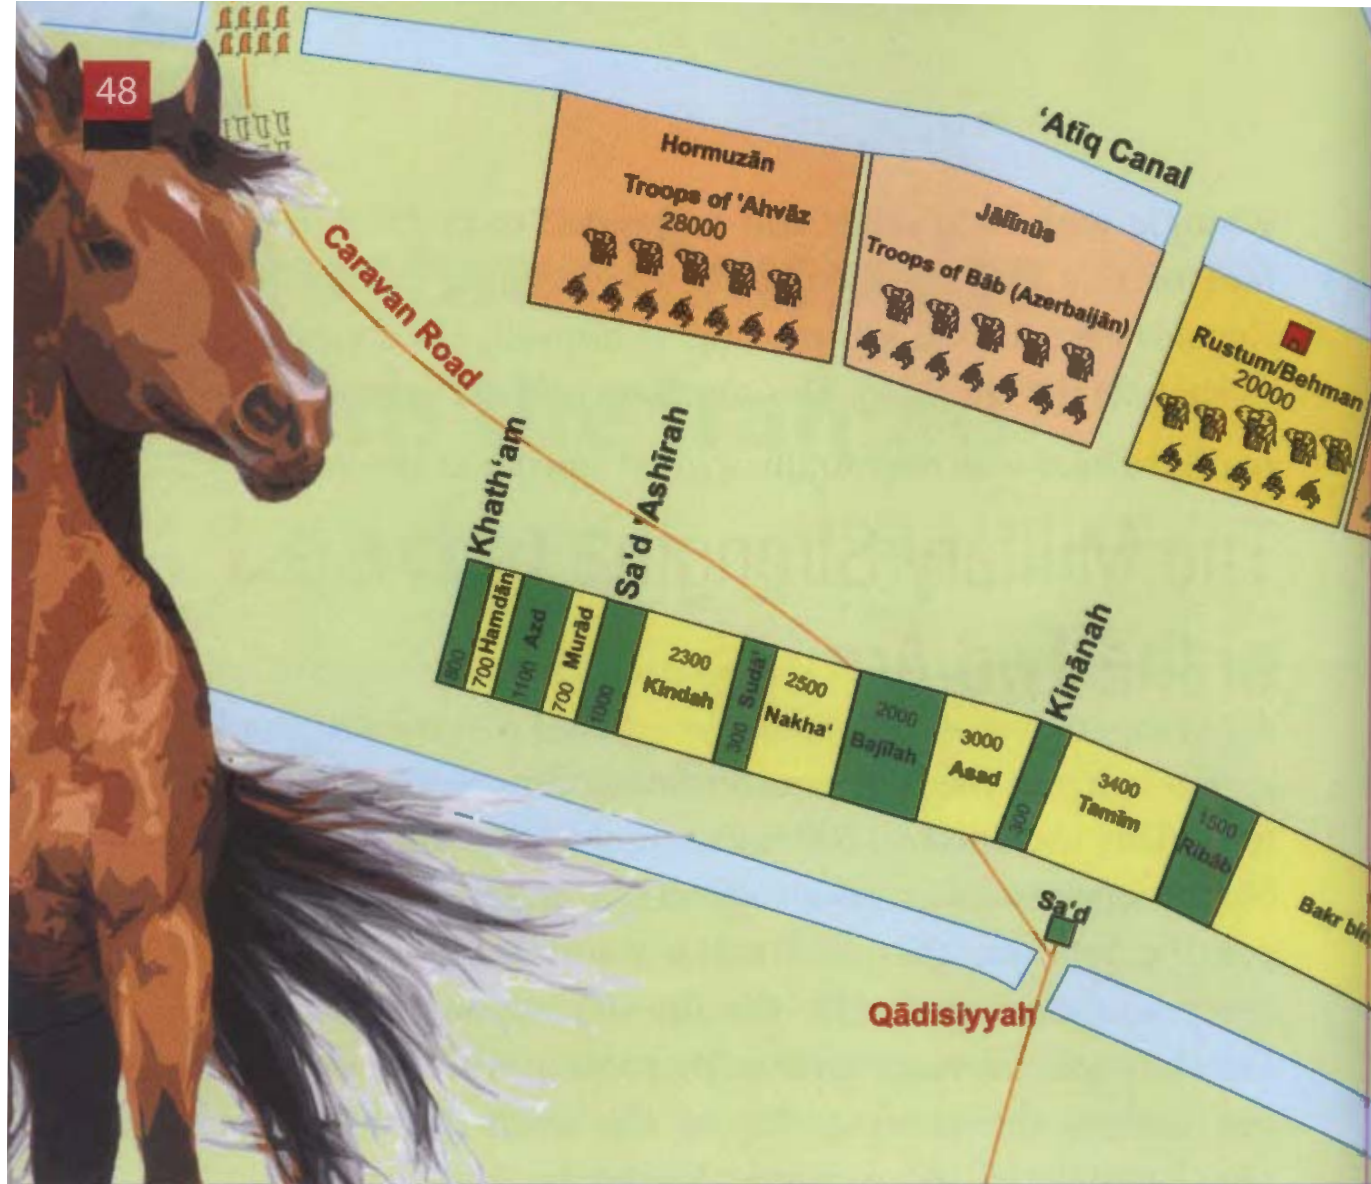 48
'Atīq Canal
Hormuzān
Troops of 'Ahvāz
28000
Jālīnūs
Troops of Bāb (Azerbaijān)
Rustum/Behman
20000
Caravan Road
Khath'am
800
Hamdān
700
Azd
1100
Murād
700
Sa'd 'Ashīrah
1000
2300
Kindah
Sudā'
300
2500
Nakha'
2000
Bajīlah
3000
Asad
Kinānah
300
3400
Tamīm
1500
Ribāb
Bakr
Sa'd
Qādisiyyah